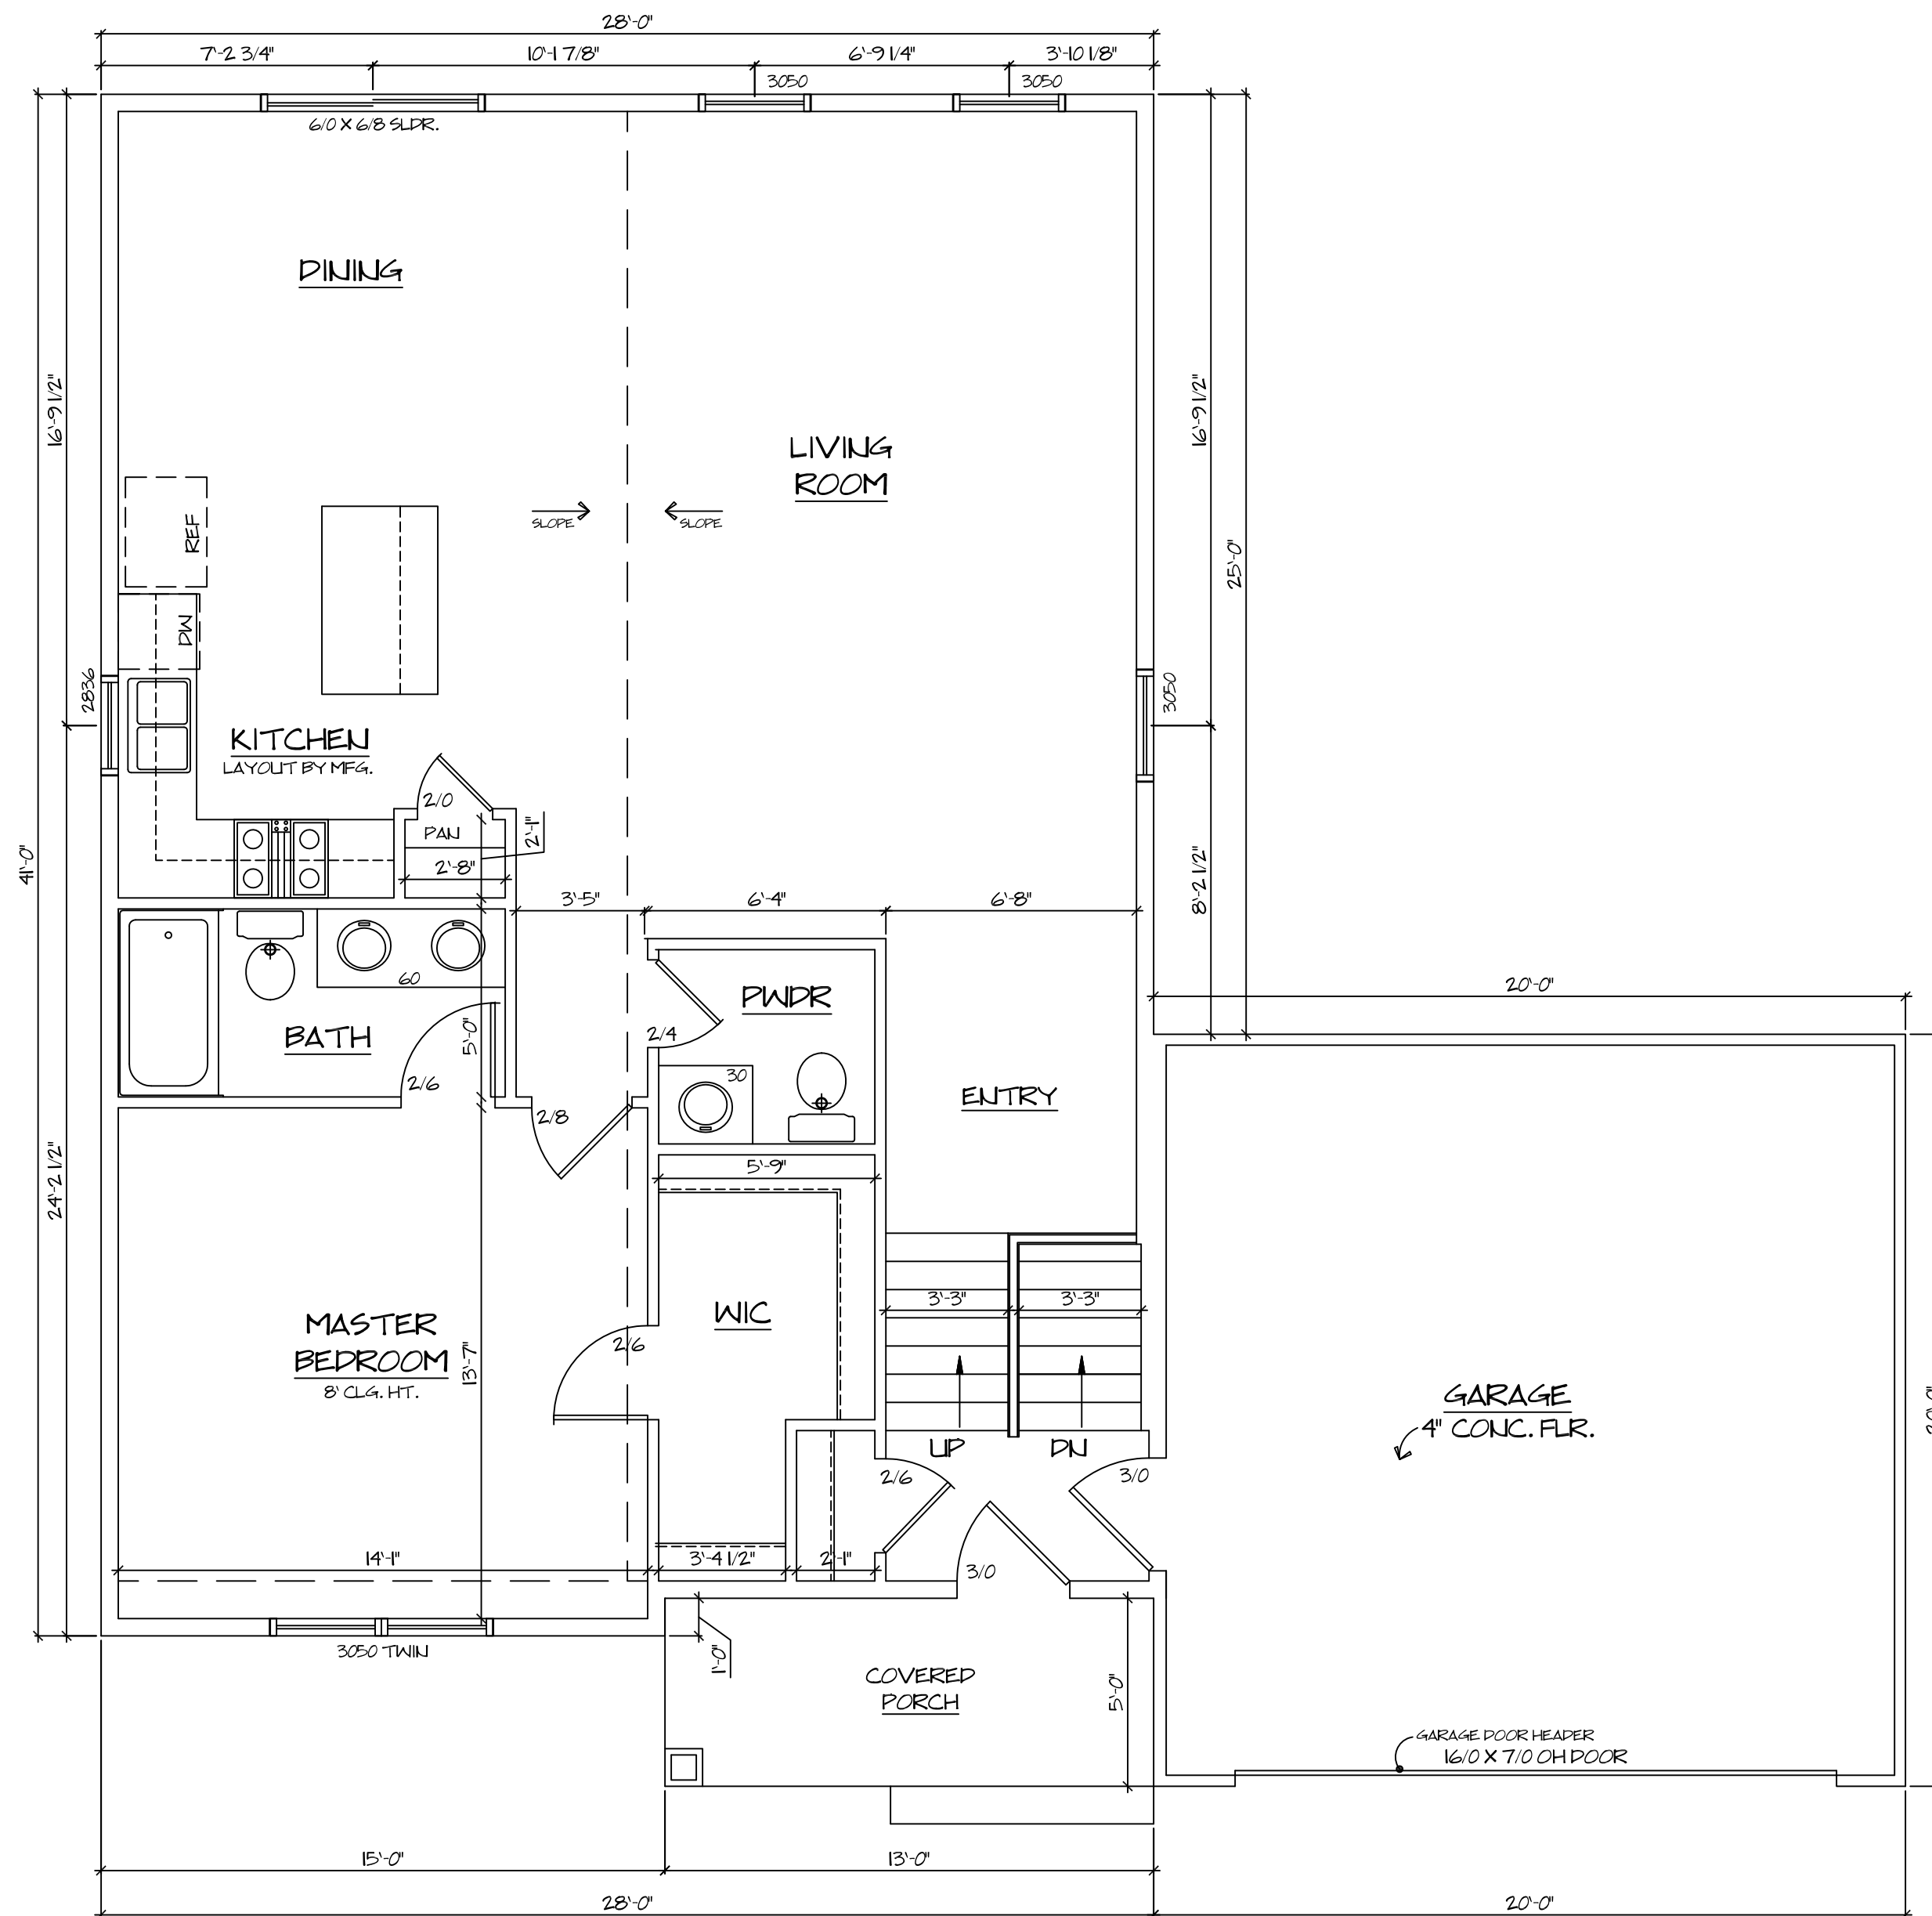 28'-0"
7'-2 3/4"
10'-1 7/8"
6'-9 1/4"
3'-10 1/8"
3050
3050
6/0 X 6/8 SLDR.
DINING
16'-9 1/2"
16'-9 1/2"
LIVING
ROOM
REF
SLOPE
SLOPE
25'-0"
DW
2836
3050
KITCHEN
LAYOUT BY MFG.
2/0
PAN
2'-1"
2'-8"
41'-0"
8'-2 1/2"
3'-5"
6'-4"
6'-8"
60
PWDR
20'-0"
BATH
5'-0"
2/4
2/6
30
ENTRY
2/8
24'-2 1/2"
5'-9"
3'-3"
3'-3"
WIC
MASTER
BEDROOM
8' CLG. HT.
13'-7"
2/6
GARAGE
4" CONC. FLR.
UP
DN
2/6
3/0
14'-1"
3'-4 1/2"
2'-1"
3/0
3050 TWIN
1'-0"
COVERED
PORCH
5'-0"
GARAGE DOOR HEADER
16/0 X 7/0 OH DOOR
15'-0"
13'-0"
28'-0"
20'-0"